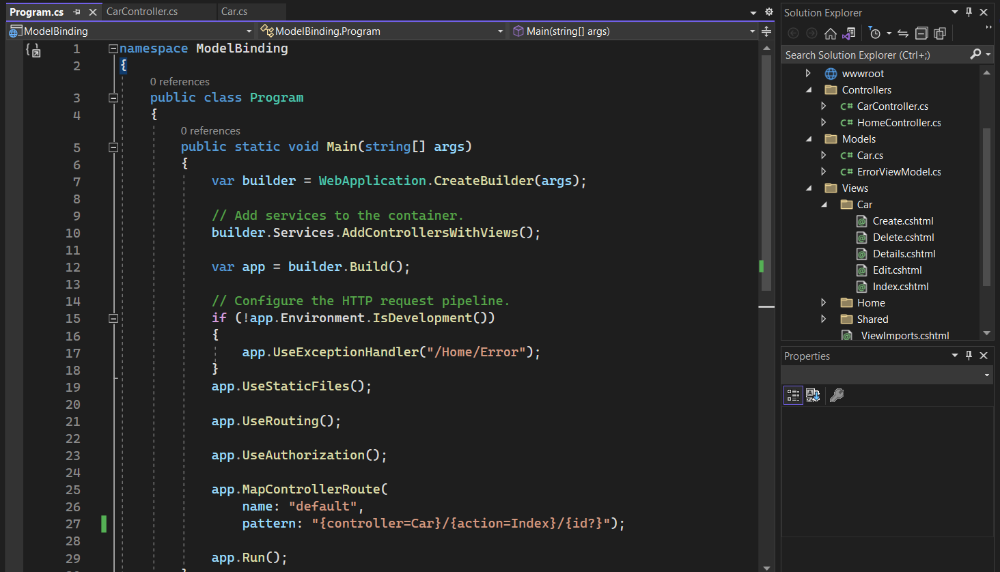 Program.cs
CarController.cs
Car.cs
ModelBinding
ModelBinding.Program
Main(string[] args)
1 namespace ModelBinding
2 {
0 references
3 public class Program
4 {
0 references
5 public static void Main(string[] args)
6 {
7 var builder = WebApplication.CreateBuilder(args);
8
9 // Add services to the container.
10 builder.Services.AddControllersWithViews();
11
12 var app = builder.Build();
13
14 // Configure the HTTP request pipeline.
15 if (!app.Environment.IsDevelopment())
16 {
17 app.UseExceptionHandler("/Home/Error");
18 }
19 app.UseStaticFiles();
20
21 app.UseRouting();
22
23 app.UseAuthorization();
24
25 app.MapControllerRoute(
26 name: "default",
27 pattern: "{controller=Car}/{action=Index}/{id?}");
28
29 app.Run();
Solution Explorer
Search Solution Explorer (Ctrl+;)
wwwroot
Controllers
C# CarController.cs
C# HomeController.cs
Models
C# Car.cs
C# ErrorViewModel.cs
Views
Car
Create.cshtml
Delete.cshtml
Details.cshtml
Edit.cshtml
Index.cshtml
Home
Shared
_ViewImports.cshtml
Properties